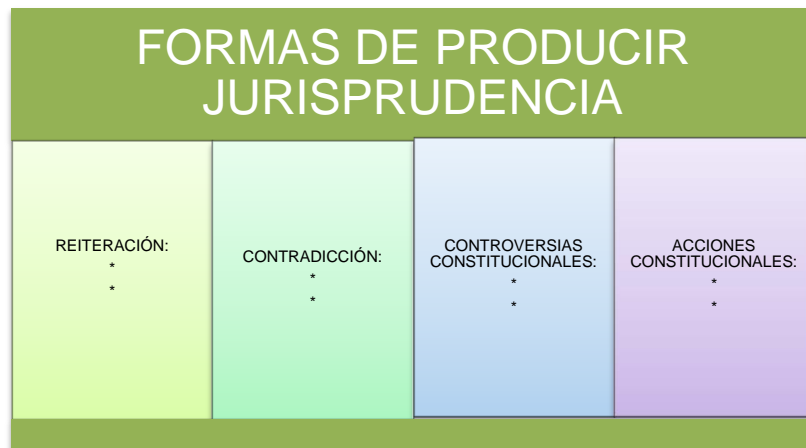 FORMAS DE PRODUCIR
JURISPRUDENCIA
REITERACIÓN:
*
*
CONTRADICCIÓN:
*
*
CONTROVERSIAS
CONSTITUCIONALES:
*
*
ACCIONES
CONSTITUCIONALES:
*
*